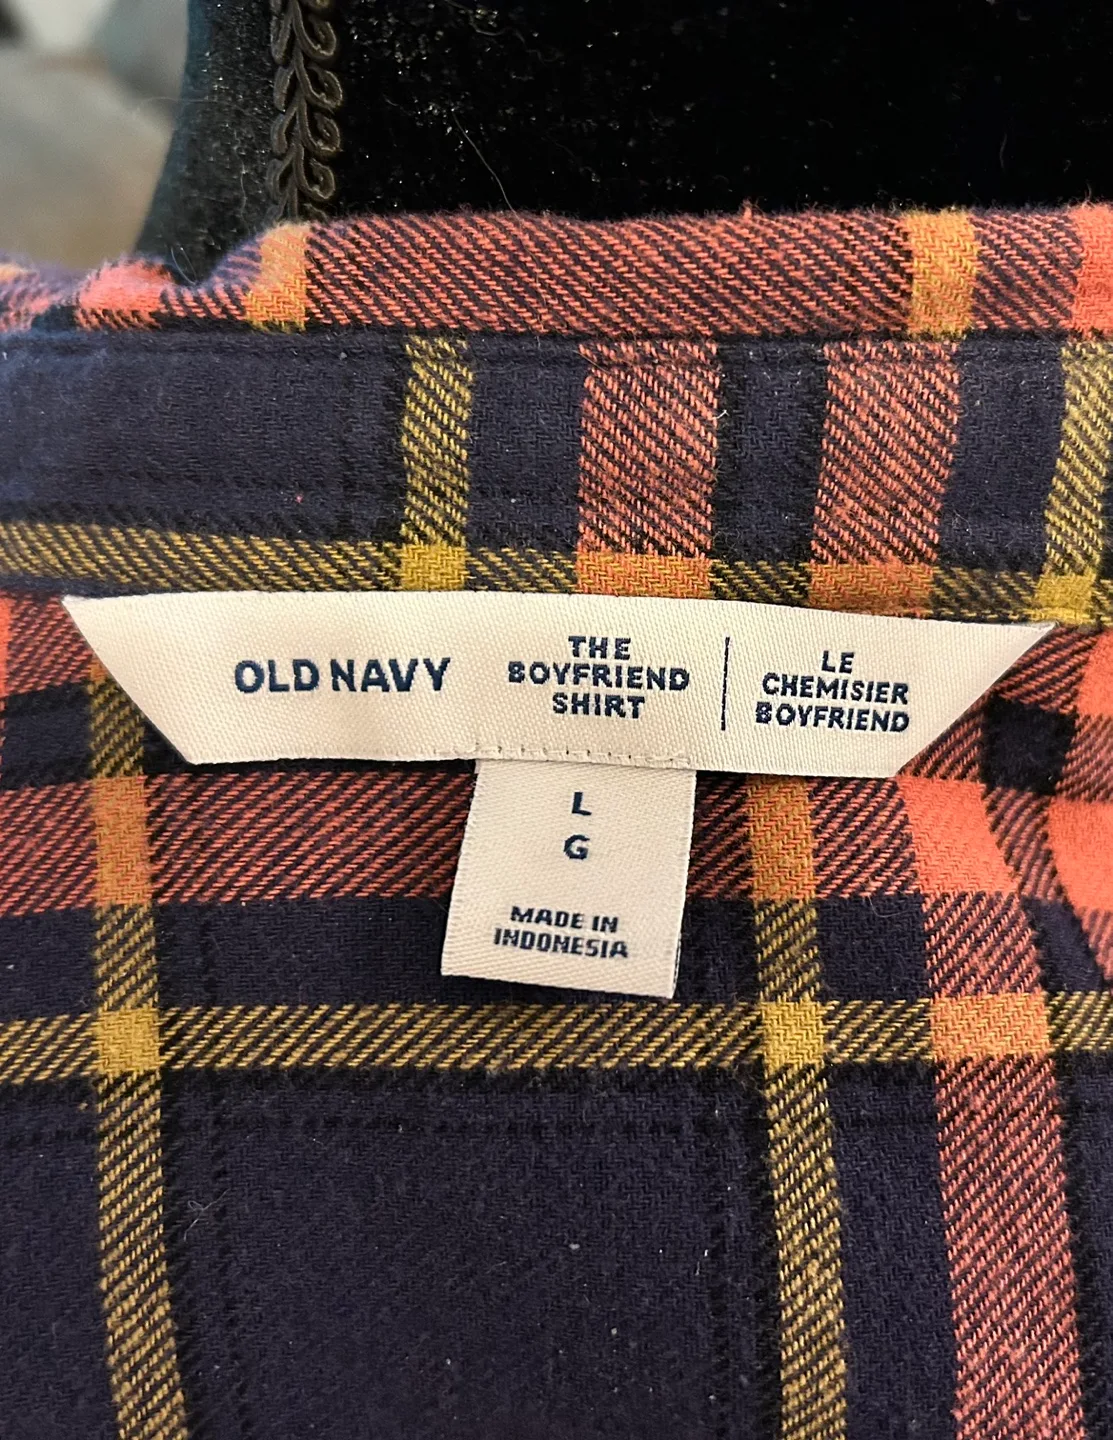 OLD NAVY
THE
BOYFRIEND
SHIRT
LE
CHEMISIER
BOYFRIEND
L
G
MADE IN
INDONESIA